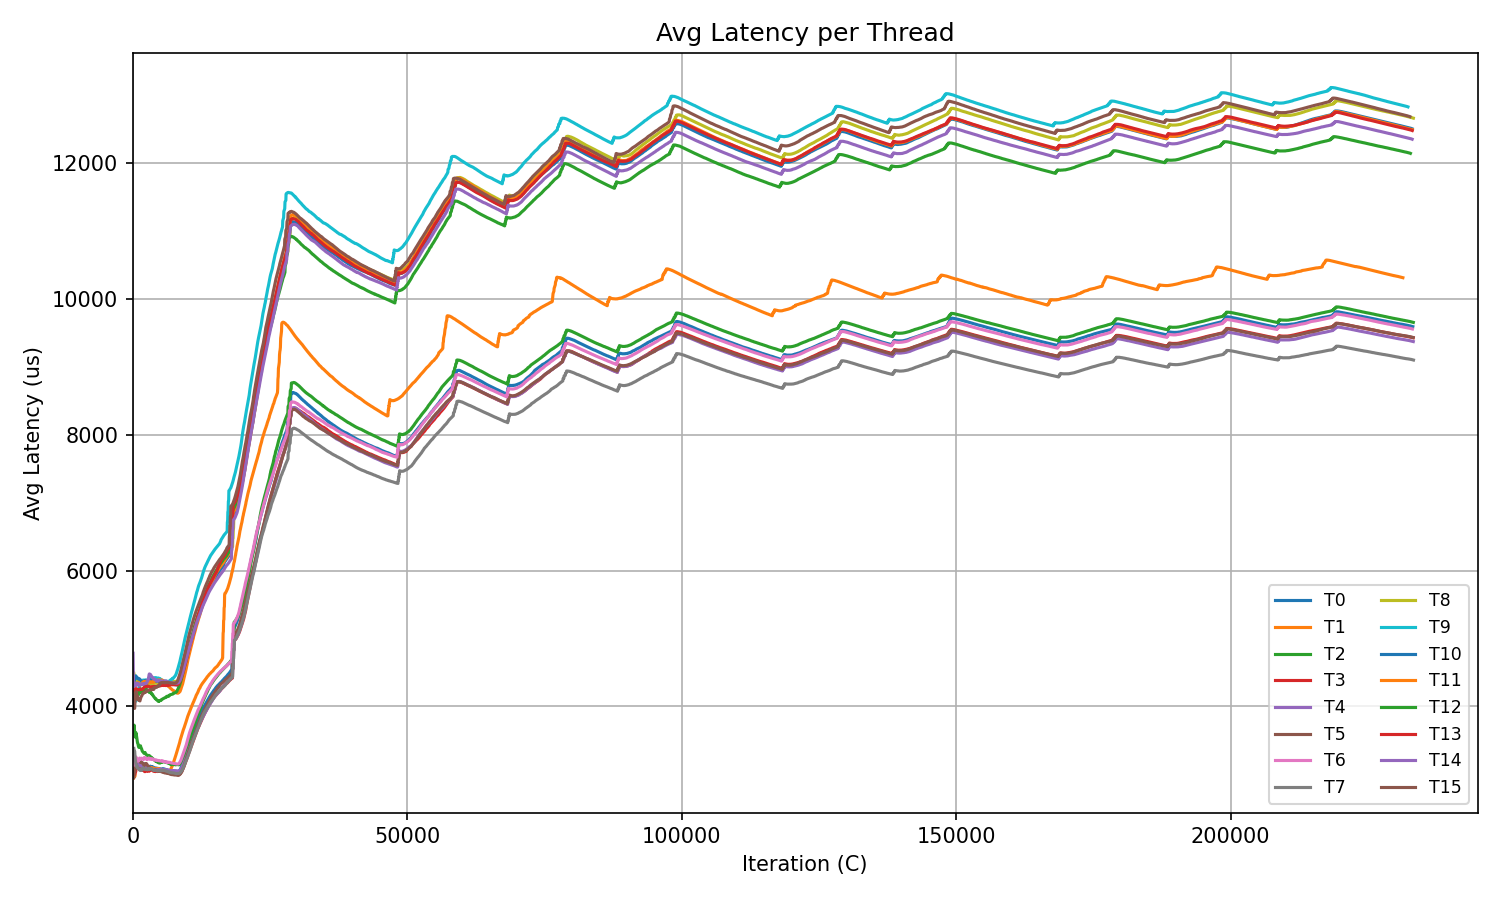 Avg Latency per Thread
Avg Latency (us)
12000
10000
8000
6000
4000
0
50000
100000
150000
200000
Iteration (C)
T0
T1
T2
T3
T4
T5
T6
T7
T8
T9
T10
T11
T12
T13
T14
T15